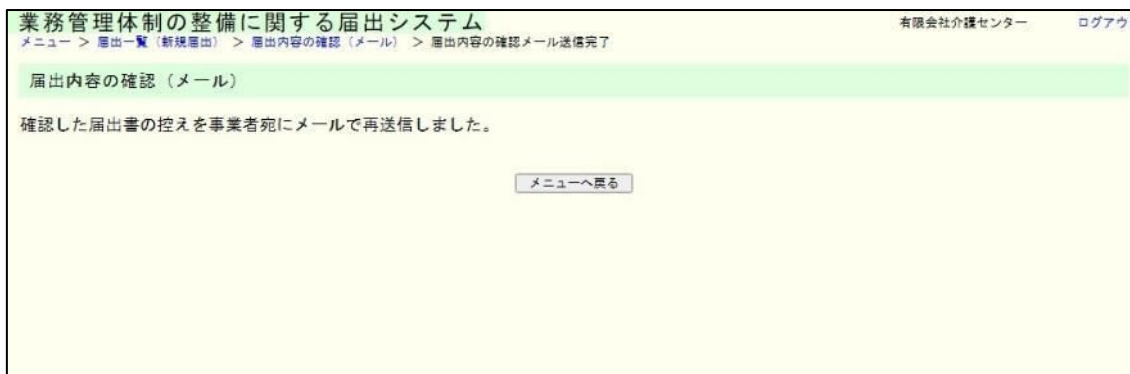 業務管理体制の整備に関する届出システム
有限会社介護センター ログアウ
メニュー ＞ 届出一覧（新規届出） ＞ 届出内容の確認（メール） ＞ 届出内容の確認メール送信完了
届出内容の確認（メール）
確認した届出書の控えを事業者宛にメールで再送信しました。
メニューへ戻る